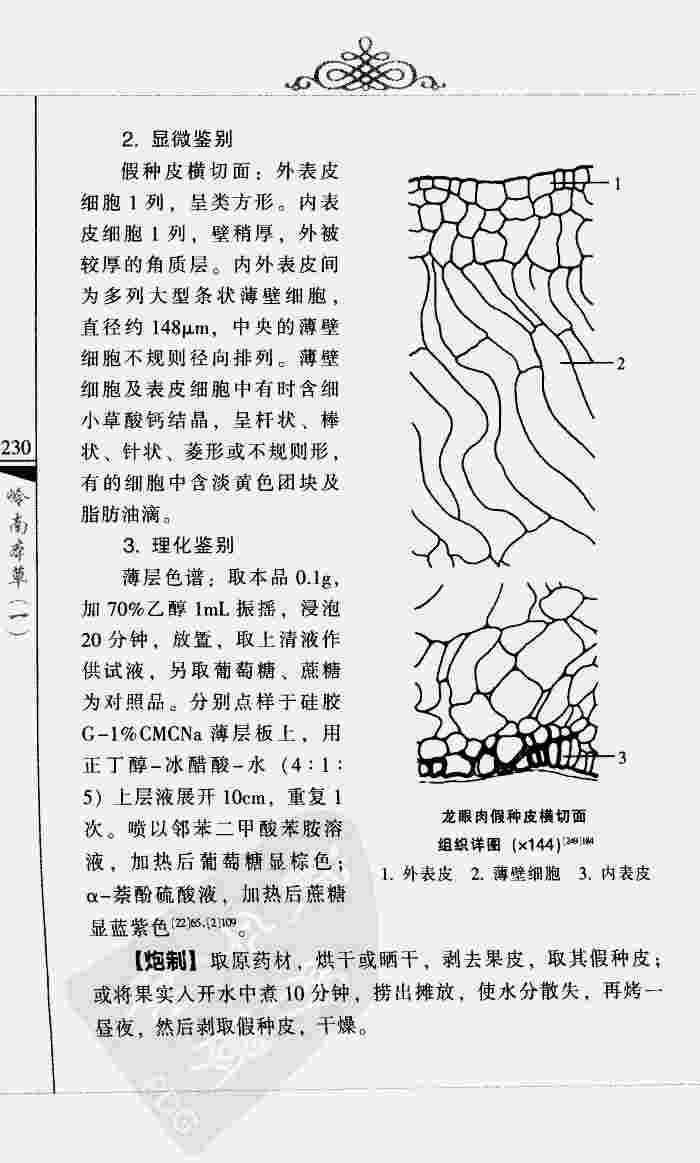 2. 显微鉴别
假种皮横切面：外表皮
细胞 1 列，呈类方形。内表
皮细胞 1 列，壁稍厚，外被
较厚的角质层。内外表皮间
为多列大型条状薄壁细胞，
直径约 148μm，中央的薄壁
细胞不规则径向排列。薄壁
细胞及表皮细胞中有时含细
小草酸钙结晶，呈杆状、棒
状、针状、菱形或不规则形，
有的细胞中含淡黄色团块及
脂肪油滴。
3. 理化鉴别
薄层色谱：取本品 0.1g，
加 70%乙醇 1mL 振摇，浸泡
20 分钟，放置，取上清液作
供试液，另取葡萄糖、蔗糖
为对照品。分别点样于硅胶
G-1%CMCNa 薄层板上，用
正丁醇-冰醋酸-水（4：1：
5）上层液展开 10cm，重复 1
次。喷以邻苯二甲酸苯胺溶
液，加热后葡萄糖显棕色；
α-萘酚硫酸液，加热后蔗糖
显蓝紫色[22]65,[2]109。
1
2
3
龙眼肉假种皮横切面
组织详图（×144）[249]184
1. 外表皮 2. 薄壁细胞 3. 内表皮
【炮制】取原药材，烘干或晒干，剥去果皮，取其假种皮；
或将果实人开水中煮 10 分钟，捞出摊放，使水分散失，再烤一
昼夜，然后剥取假种皮，干燥。
230
岭南本草（一）